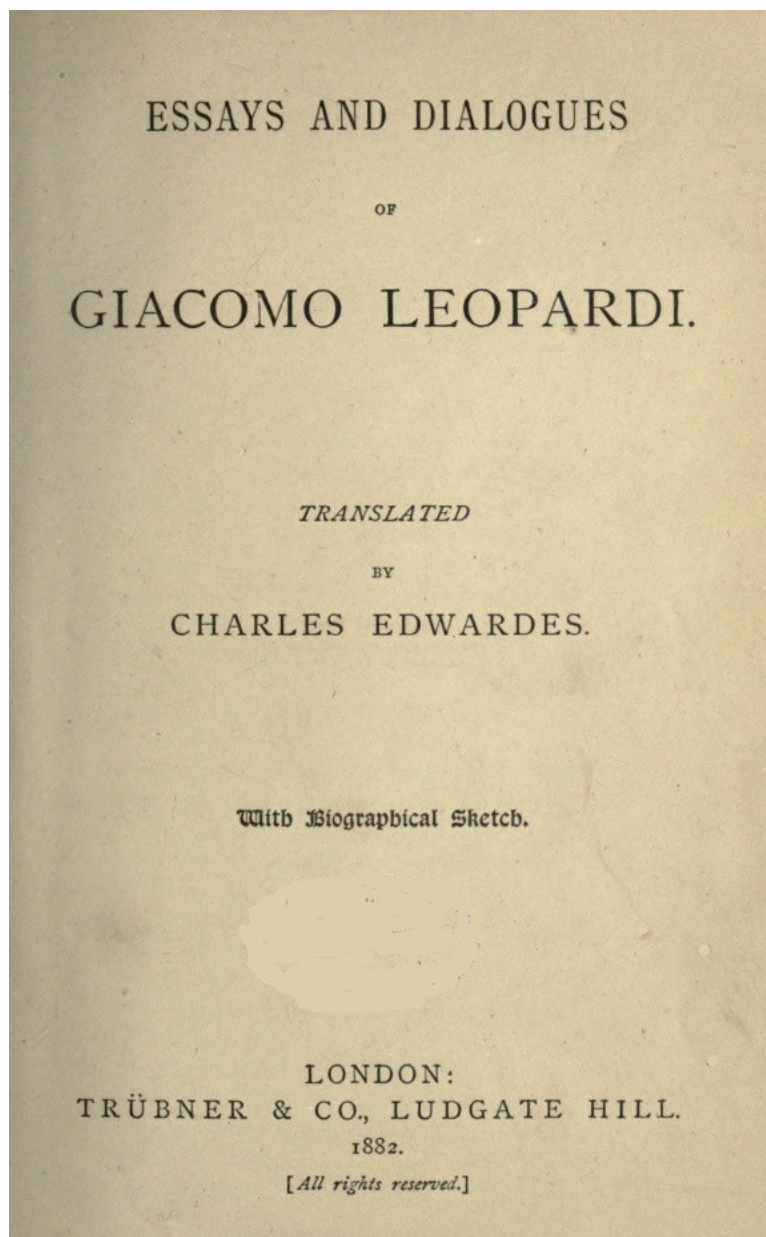 ESSAYS AND DIALOGUES
OF
GIACOMO LEOPARDI.
TRANSLATED
BY
CHARLES EDWARDES.
With Biographical Sketch.
LONDON:
TRÜBNER & CO., LUDGATE HILL.
1882.
[All rights reserved.]